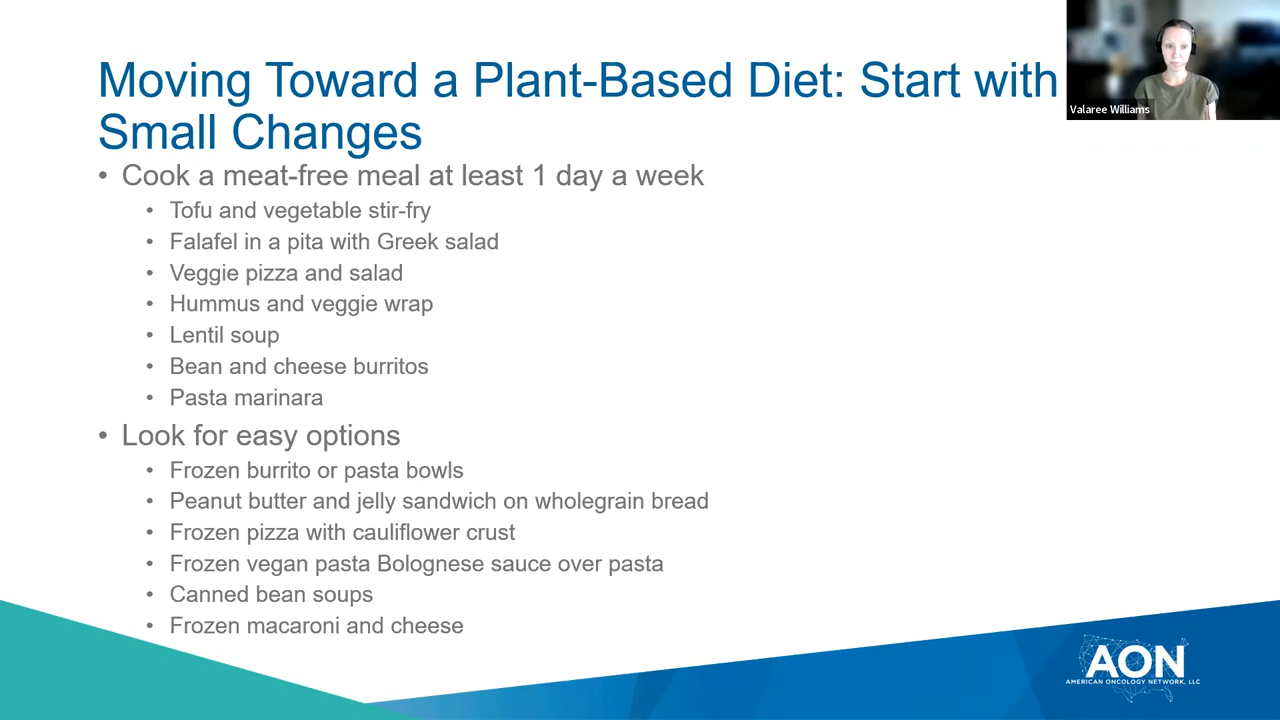 Moving Toward a Plant-Based Diet: Start with
Small Changes
• Cook a meat-free meal at least 1 day a week
• Tofu and vegetable stir-fry
• Falafel in a pita with Greek salad
• Veggie pizza and salad
• Hummus and veggie wrap
• Lentil soup
• Bean and cheese burritos
• Pasta marinara
• Look for easy options
• Frozen burrito or pasta bowls
• Peanut butter and jelly sandwich on wholegrain bread
• Frozen pizza with cauliflower crust
• Frozen vegan pasta Bolognese sauce over pasta
• Canned bean soups
• Frozen macaroni and cheese
Valaree Williams
AON
AMERICAN ONCOLOGY NETWORK, LLC